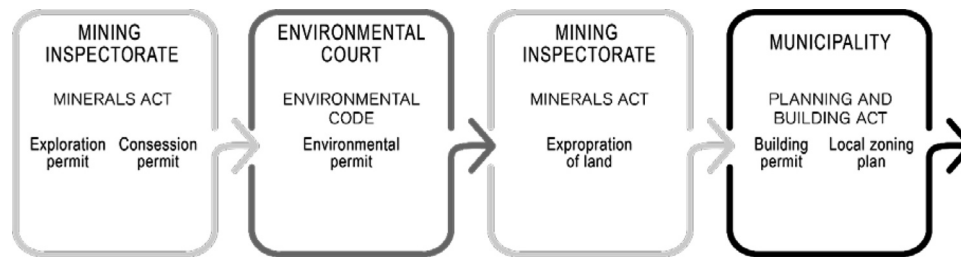 MINING
INSPECTORATE
MINERALS ACT
Exploration
permit
Consession
permit
ENVIRONMENTAL
COURT
ENVIRONMENTAL
CODE
Environmental
permit
MINING
INSPECTORATE
MINERALS ACT
Expropration
of land
MUNICIPALITY
PLANNING AND
BUILDING ACT
Building
permit
Local zoning
plan